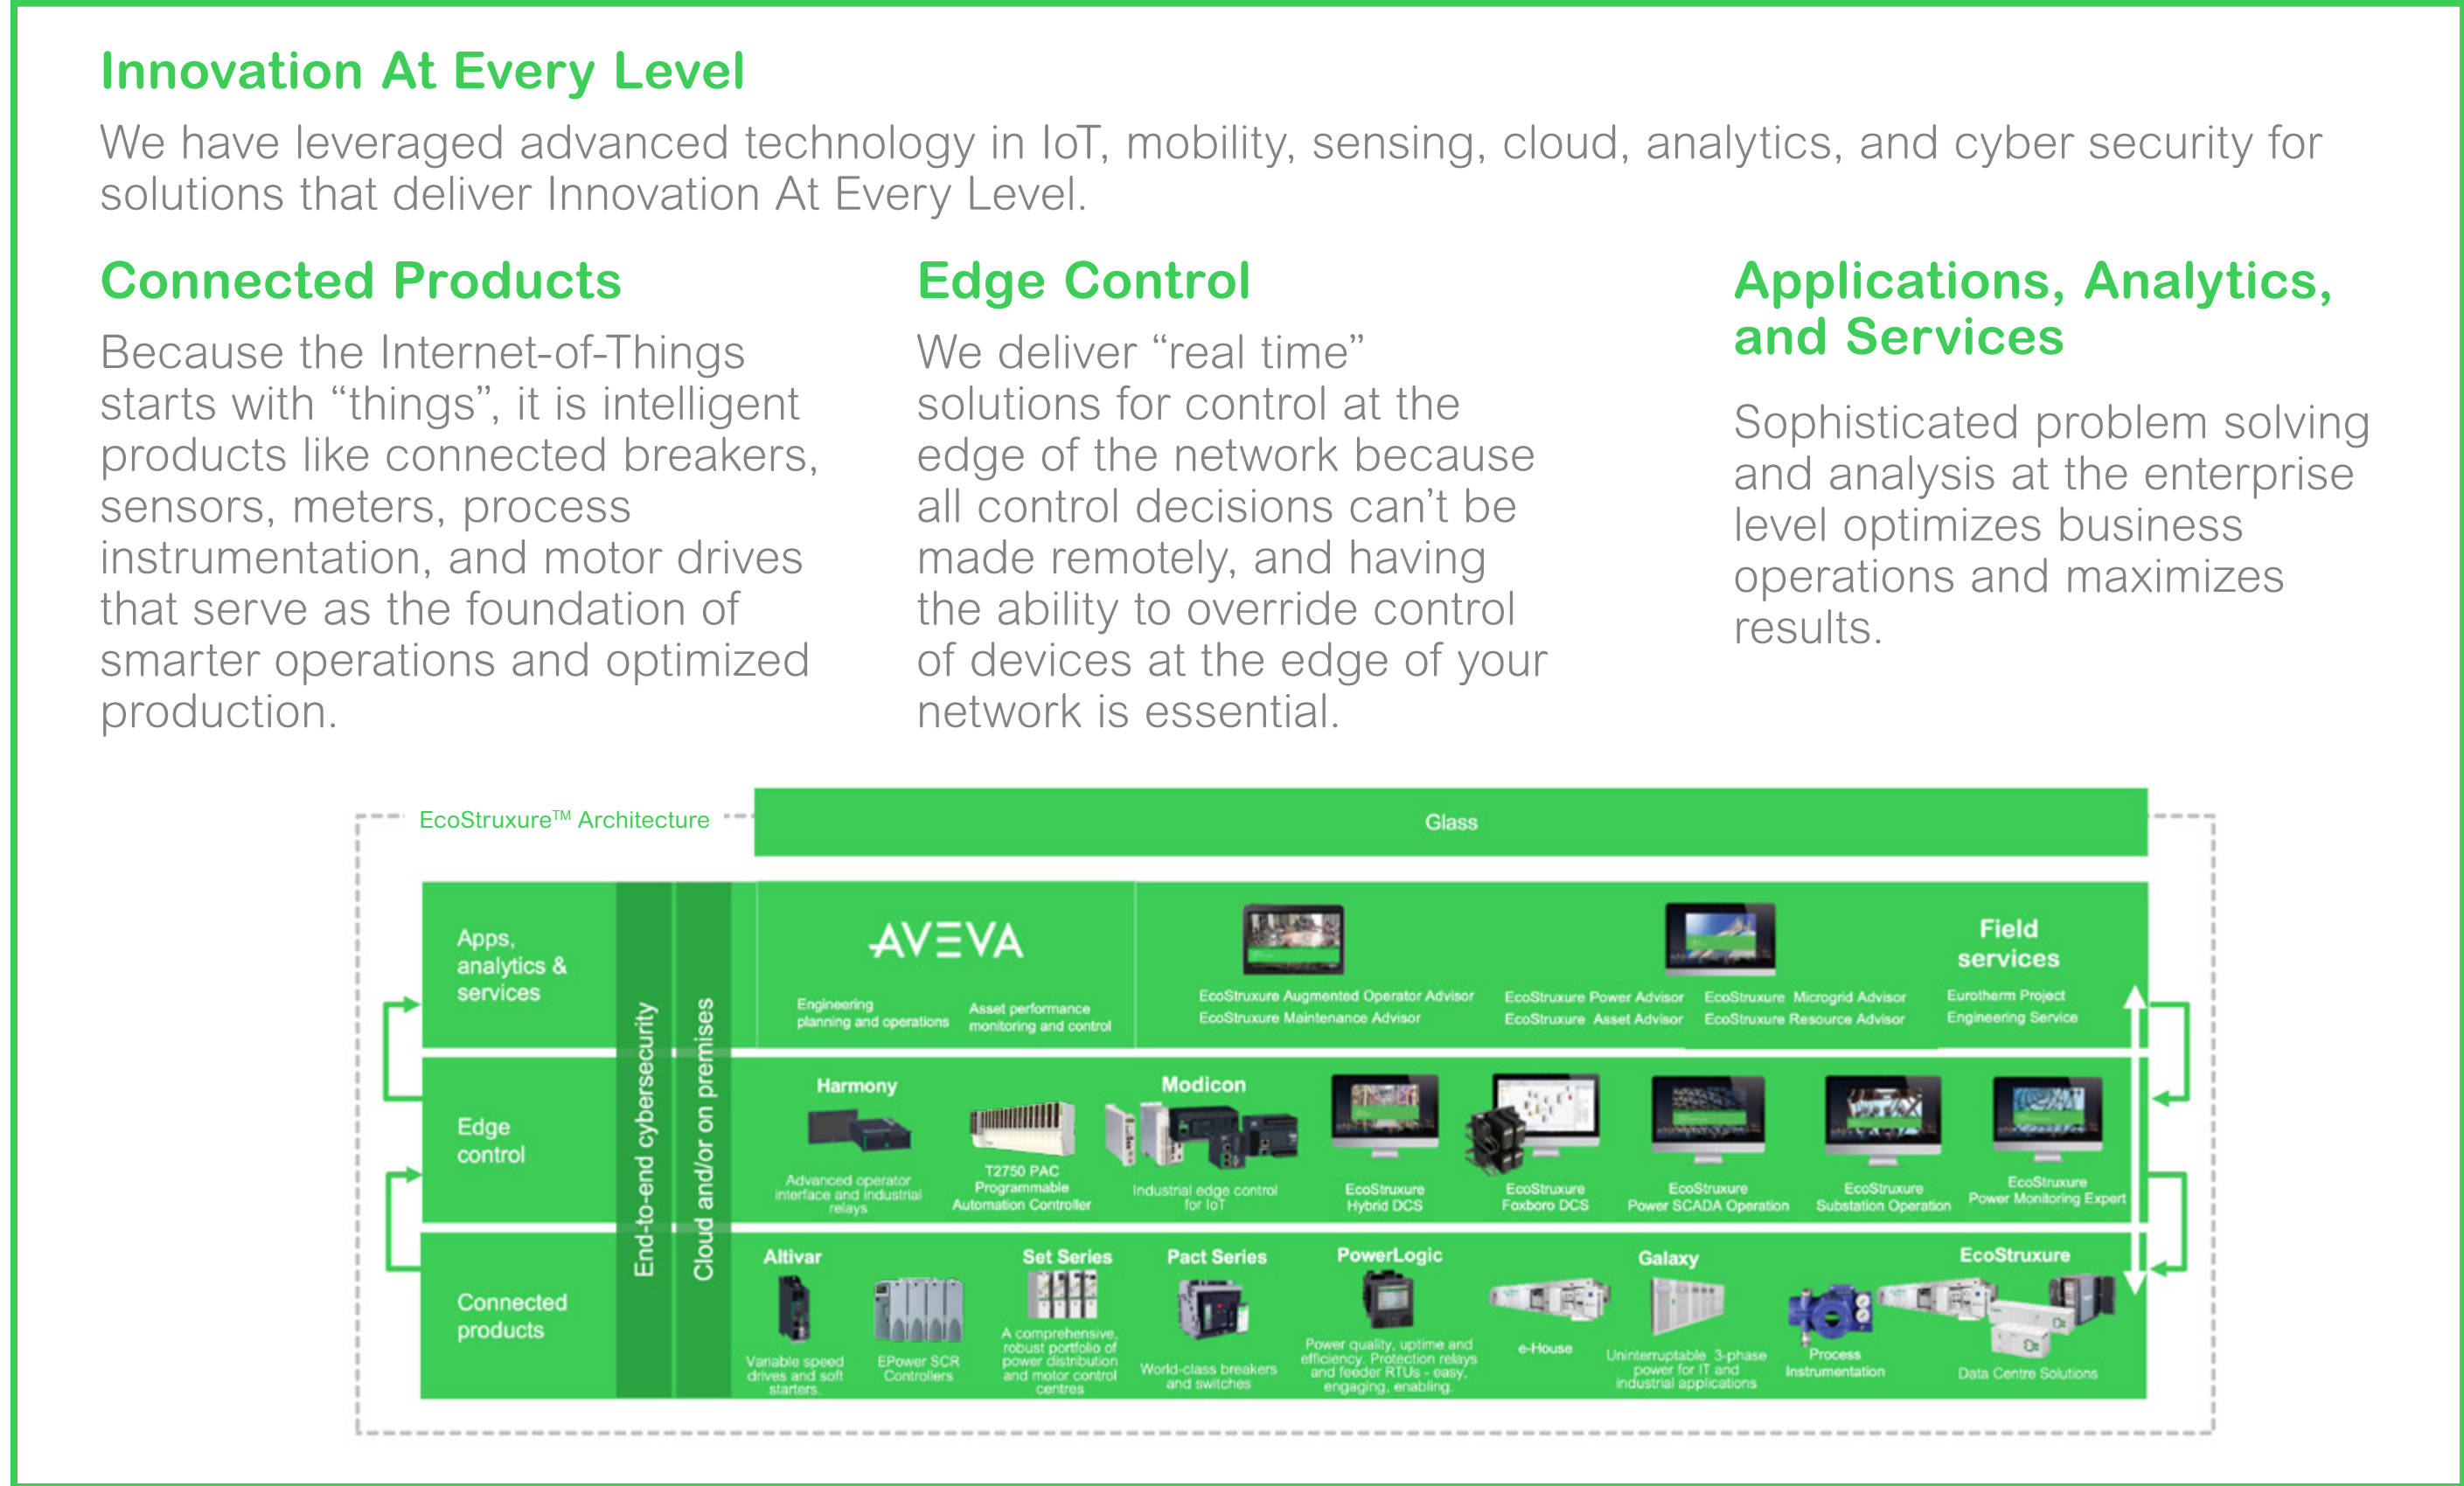 Innovation At Every Level
We have leveraged advanced technology in IoT, mobility, sensing, cloud, analytics, and cyber security for
solutions that deliver Innovation At Every Level.
Connected Products
Because the Internet-of-Things
starts with “things”, it is intelligent
products like connected breakers,
sensors, meters, process
instrumentation, and motor drives
that serve as the foundation of
smarter operations and optimized
production.
Edge Control
We deliver “real time”
solutions for control at the
edge of the network because
all control decisions can’t be
made remotely, and having
the ability to override control
of devices at the edge of your
network is essential.
Applications, Analytics,
and Services
Sophisticated problem solving
and analysis at the enterprise
level optimizes business
operations and maximizes
results.
EcoStruxure™ Architecture
Glass
Apps,
analytics &
services
End-to-end cybersecurity
Cloud and/or on premises
AVEVA
Engineering
planning and operations
Asset performance
monitoring and control
EcoStruxure Augmented Operator Advisor
EcoStruxure Maintenance Advisor
EcoStruxure Power Advisor
EcoStruxure Asset Advisor
EcoStruxure Microgrid Advisor
EcoStruxure Resource Advisor
Field
services
Eurotherm Project
Engineering Service
Edge
control
Harmony
Advanced operator
interface and industrial
relays
T2750 PAC
Programmable
Automation Controller
Modicon
Industrial edge control
for IoT
EcoStruxure
Hybrid DCS
EcoStruxure
Foxboro DCS
EcoStruxure
Power SCADA Operation
EcoStruxure
Substation Operation
EcoStruxure
Power Monitoring Expert
Connected
products
Altivar
Variable speed
drives and soft
starters.
EPower SCR
Controllers
Set Series
A comprehensive,
robust portfolio of
power distribution
and motor control
centres
Pact Series
World-class breakers
and switches
PowerLogic
Power quality, uptime and
efficiency. Protection relays
and feeder RTUs - easy,
engaging, enabling.
e-House
Galaxy
Uninterruptable 3-phase
power for IT and
industrial applications
Process
Instrumentation
EcoStruxure
Data Centre Solutions